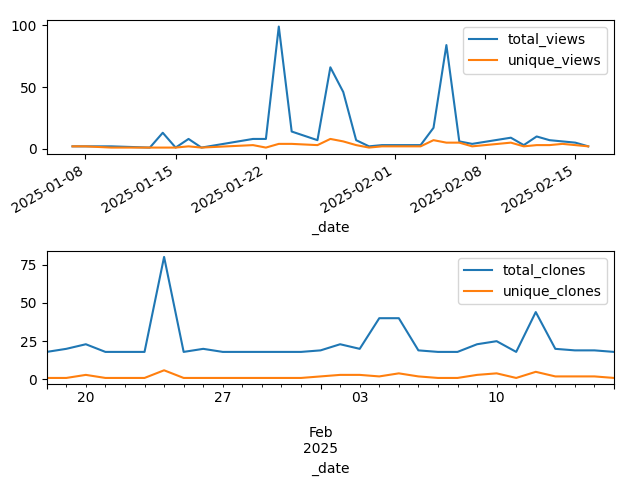 100
50
0
total_views
unique_views
2025-01-08
2025-01-15
2025-01-22
2025-02-01
2025-02-08
2025-02-15
_date
75
50
25
0
total_clones
unique_clones
20
27
03
10
Feb
2025
_date